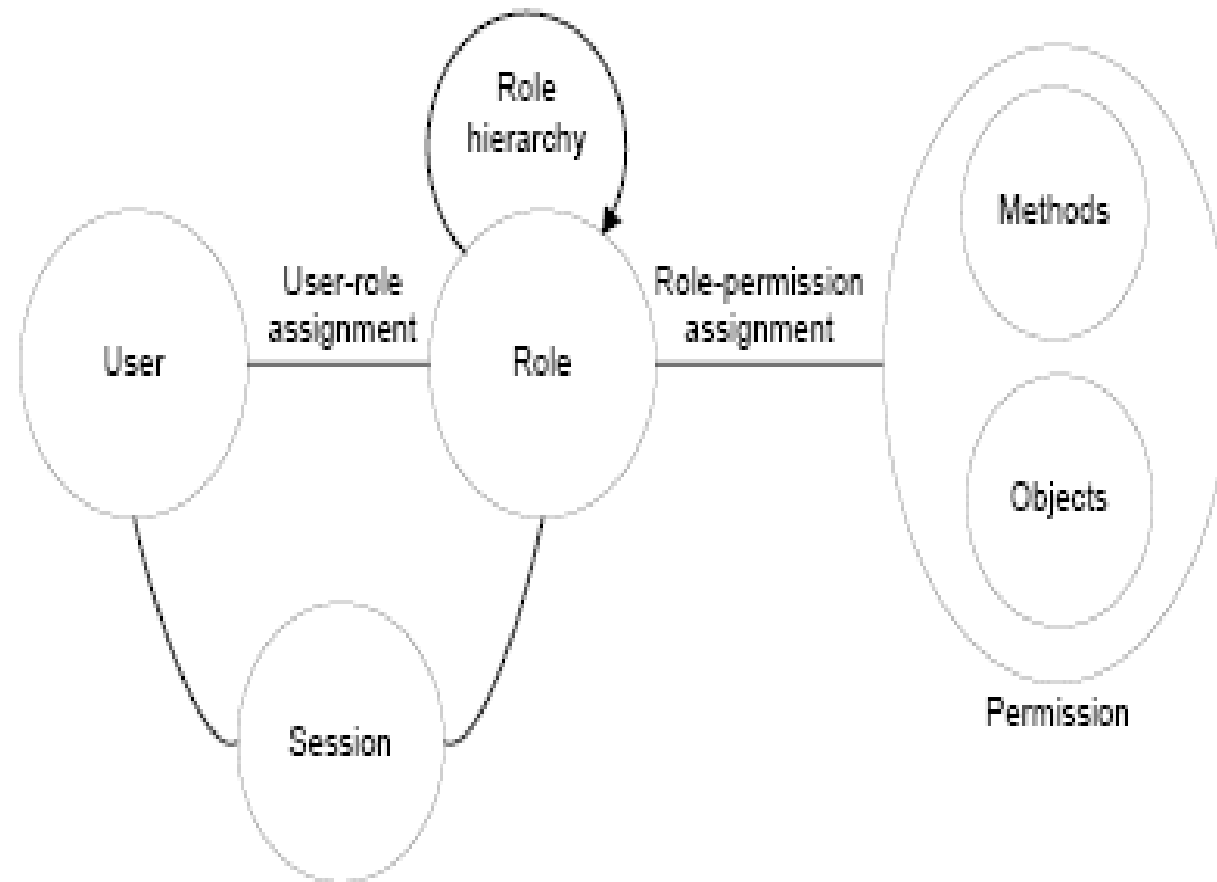 Role
hierarchy
Methods
User-role
assignment
Role-permission
assignment
User
Role
Objects
Permission
Session